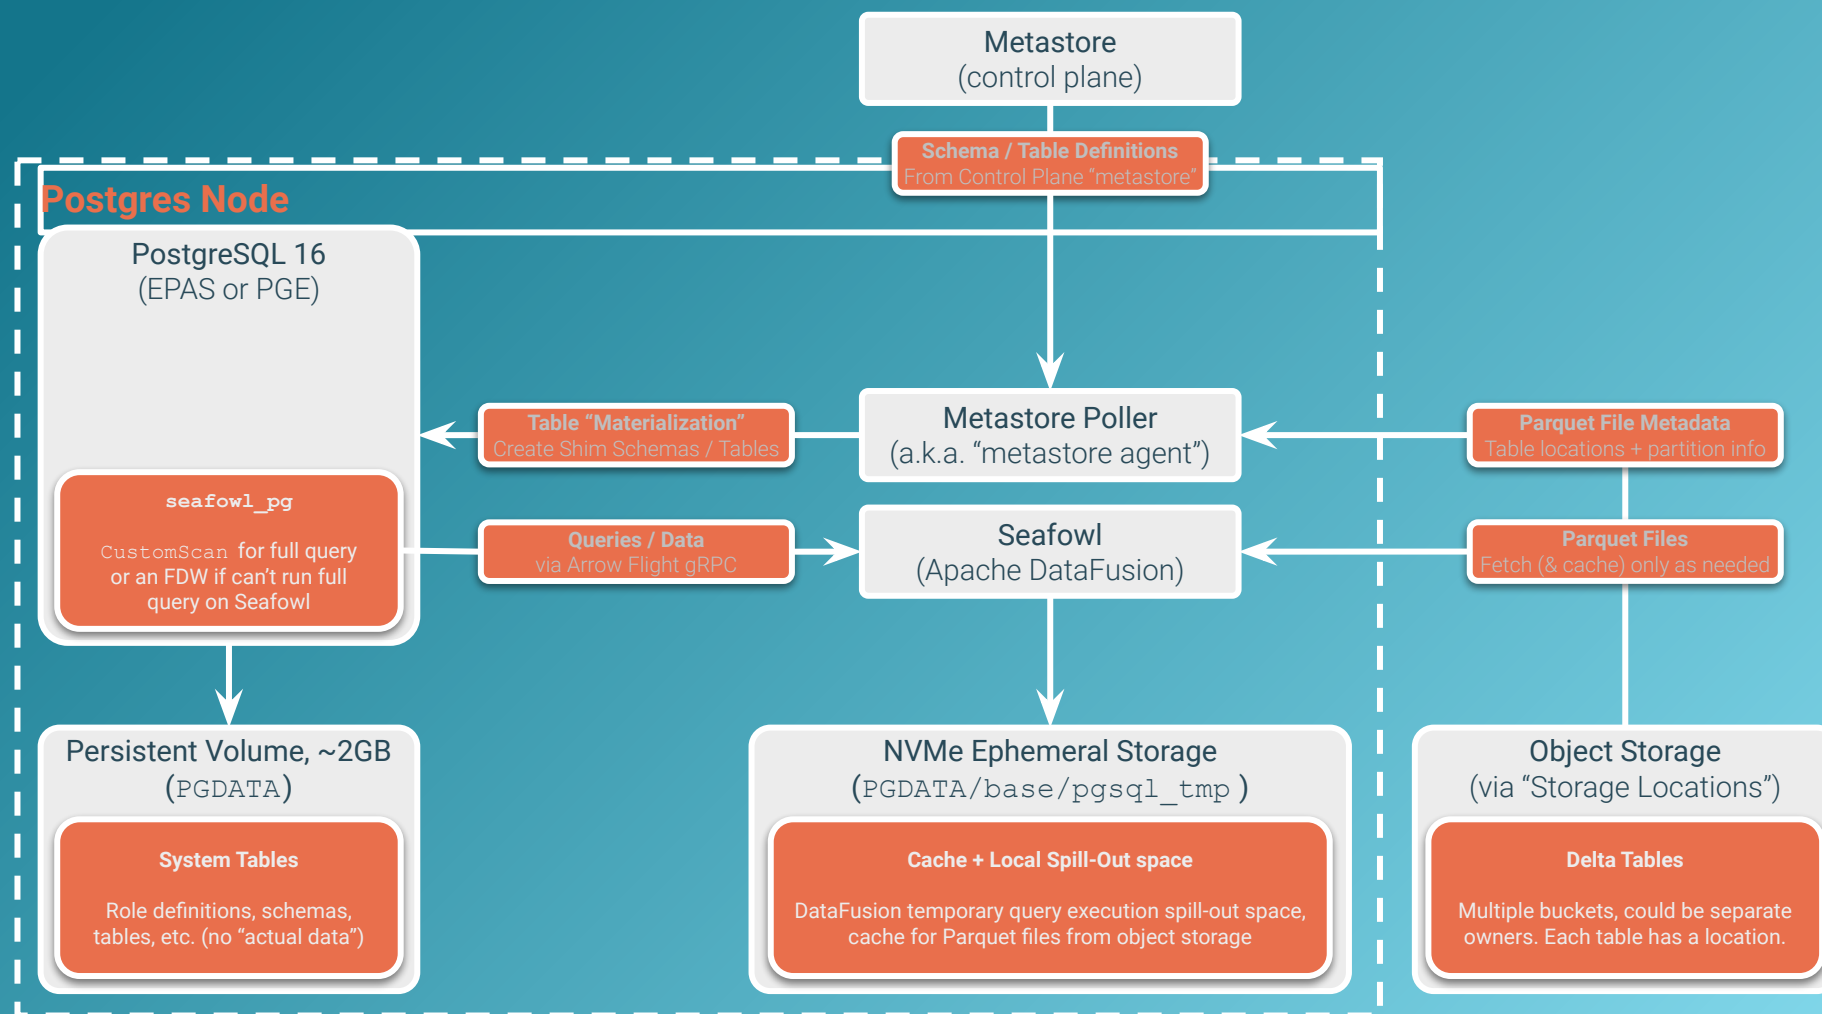 Metastore
(control plane)
Schema / Table Definitions
From Control Plane “metastore”
Postgres Node
PostgreSQL 16
(EPAS or PGE)
Table “Materialization”
Create Shim Schemas / Tables
Metastore Poller
(a.k.a. “metastore agent”)
Parquet File Metadata
Table locations + partition info
seafowl_pg
CustomScan for full query
or an FDW if can’t run full
query on Seafowl
Queries / Data
via Arrow Flight gRPC
Seafowl
(Apache DataFusion)
Parquet Files
Fetch (& cache) only as needed
Persistent Volume, ~2GB
(PGDATA)
System Tables
Role definitions, schemas,
tables, etc. (no “actual data”)
NVMe Ephemeral Storage
(PGDATA/base/pgsql_tmp )
Cache + Local Spill-Out space
DataFusion temporary query execution spill-out space,
cache for Parquet files from object storage
Object Storage
(via “Storage Locations”)
Delta Tables
Multiple buckets, could be separate
owners. Each table has a location.